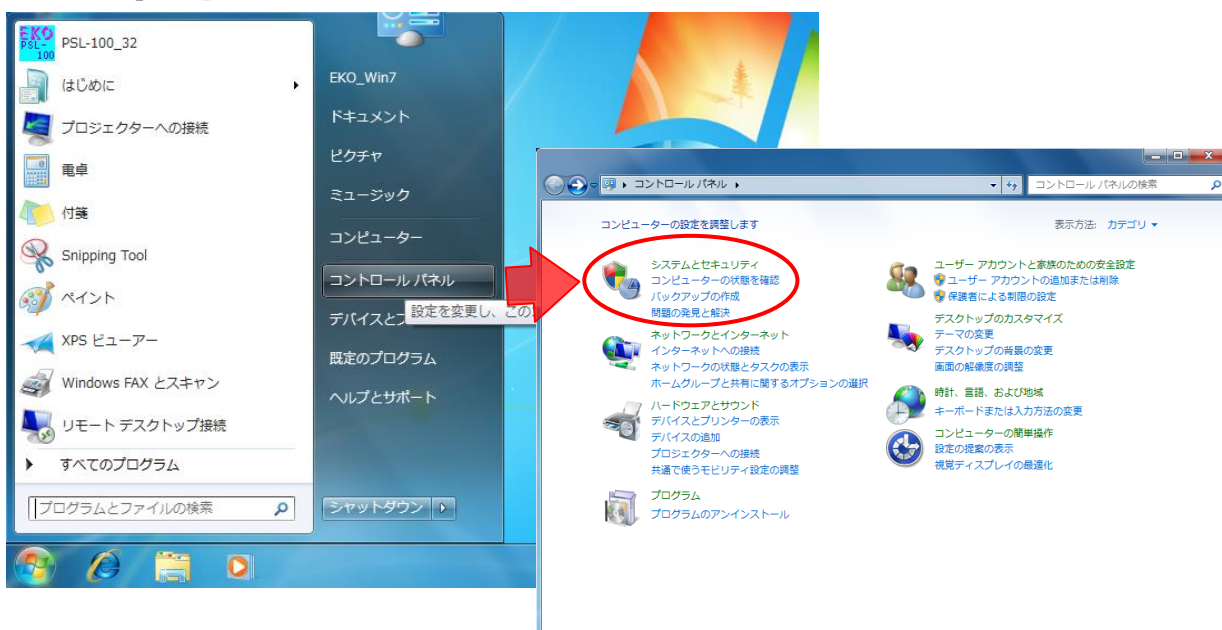 EKO
PSL-
100
PSL-100_32
はじめに
プロジェクターへの接続
電卓
付箋
Snipping Tool
ペイント
XPS ビューアー
Windows FAX とスキャン
リモート デスクトップ接続
すべてのプログラム
プログラムとファイルの検索
EKO_Win7
ドキュメント
ピクチャ
ミュージック
コンピューター
コントロール パネル
設定を変更し、この
デバイスとプ
既定のプログラム
ヘルプとサポート
シャットダウン
コントロール パネル
コントロール パネルの検索
コンピューターの設定を調整します
表示方法: カテゴリ
システムとセキュリティ
コンピューターの状態を確認
バックアップの作成
問題の発見と解決
ネットワークとインターネット
インターネットへの接続
ネットワークの状態とタスクの表示
ホームグループと共有に関するオプションの選択
ハードウェアとサウンド
デバイスとプリンターの表示
デバイスの追加
プロジェクターへの接続
共通で使うモビリティ設定の調整
プログラム
プログラムのアンインストール
ユーザー アカウントと家族のための安全設定
ユーザー アカウントの追加または削除
保護者による制限の設定
デスクトップのカスタマイズ
テーマの変更
デスクトップの背景の変更
画面の解像度の調整
時計、言語、および地域
キーボードまたは入力方法の変更
コンピューターの簡単操作
設定の提案の表示
視覚ディスプレイの最適化